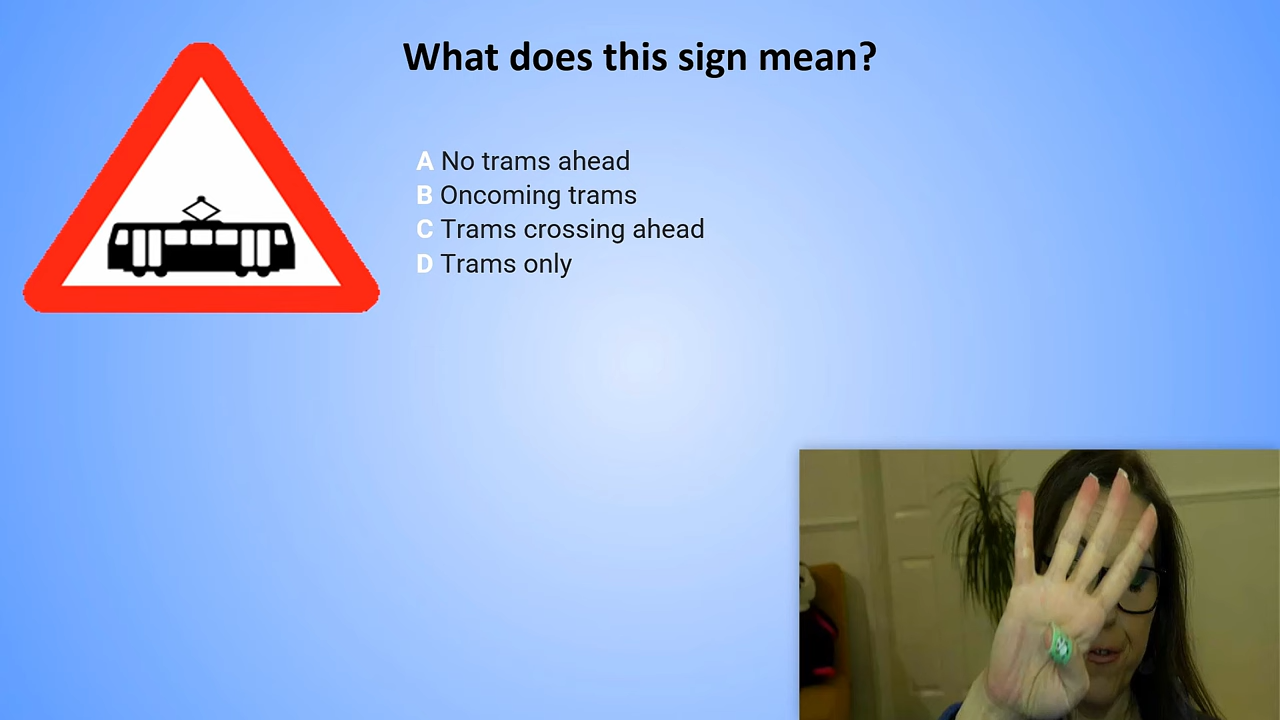 What does this sign mean?
A No trams ahead
B Oncoming trams
C Trams crossing ahead
D Trams only